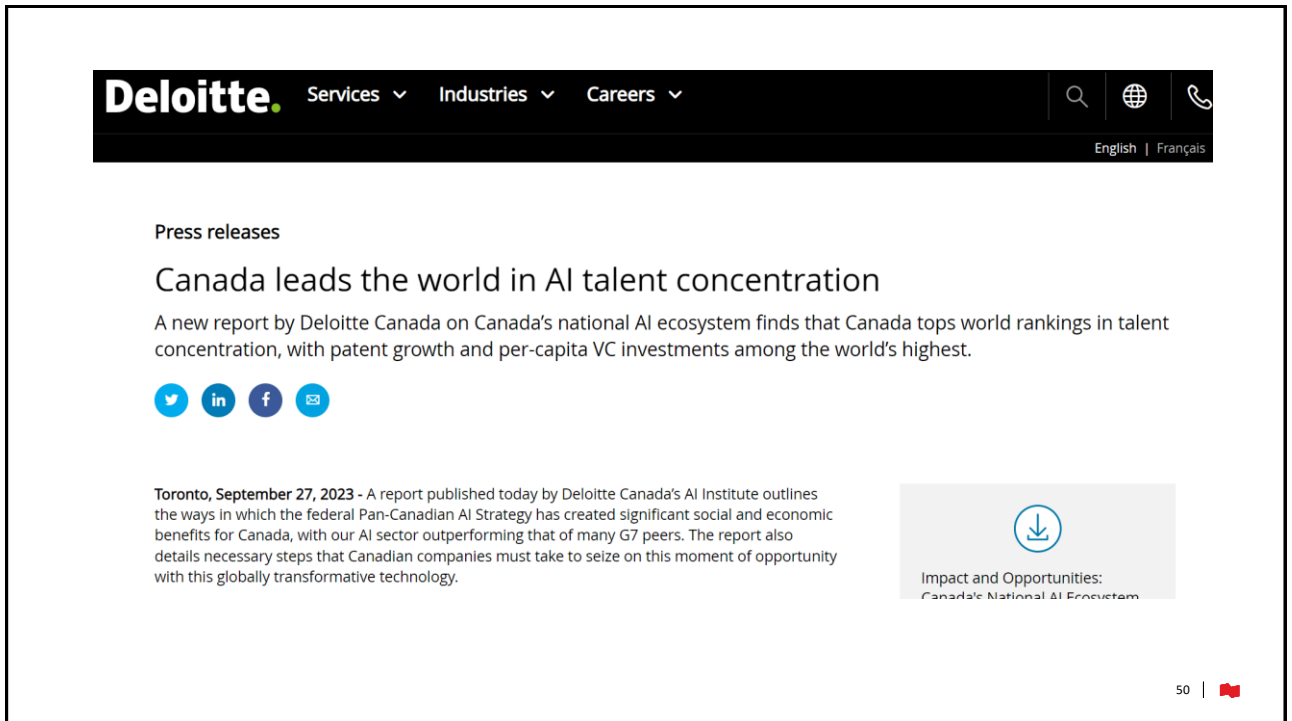 Deloitte. Services Industries Careers
English | Français
Press releases
Canada leads the world in AI talent concentration
A new report by Deloitte Canada on Canada’s national AI ecosystem finds that Canada tops world rankings in talent
concentration, with patent growth and per-capita VC investments among the world’s highest.
in f
Toronto, September 27, 2023 - A report published today by Deloitte Canada’s AI Institute outlines
the ways in which the federal Pan-Canadian AI Strategy has created significant social and economic
benefits for Canada, with our AI sector outperforming that of many G7 peers. The report also
details necessary steps that Canadian companies must take to seize on this moment of opportunity
with this globally transformative technology.
Impact and Opportunities:
Canada's National AI Ecosystem
50 |